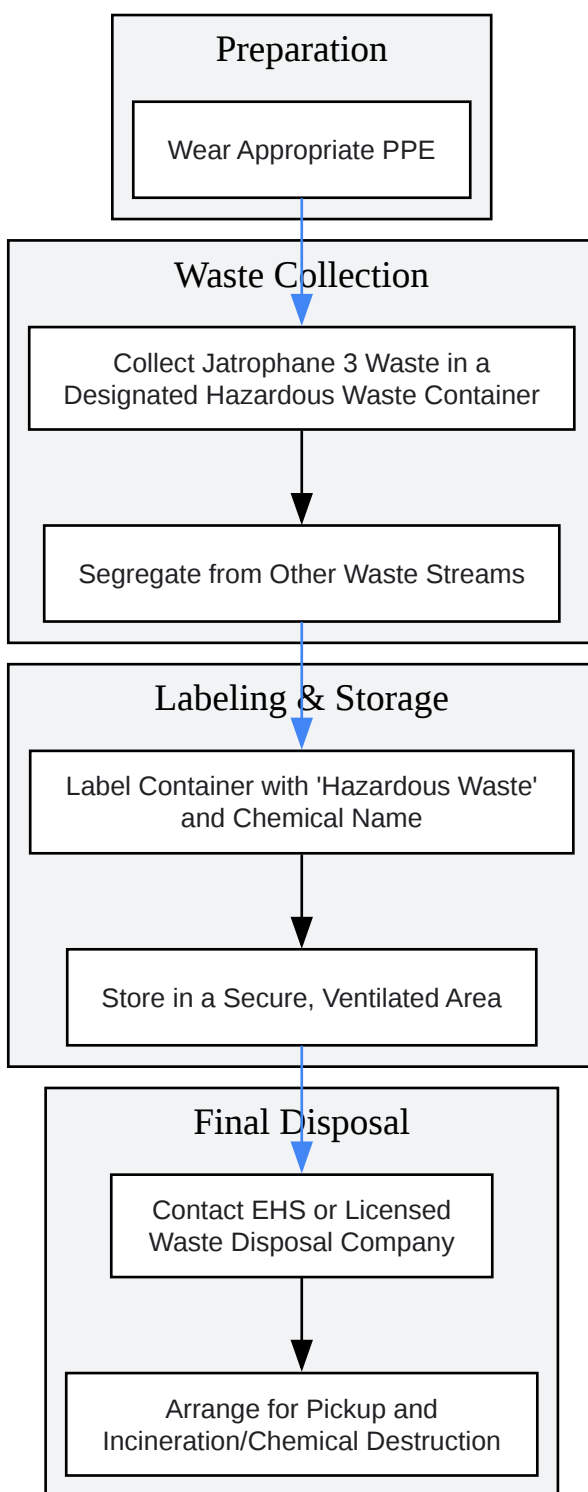 Preparation
Wear Appropriate PPE
Waste Collection
Collect Jatrophane 3 Waste in a
Designated Hazardous Waste Container
Segregate from Other Waste Streams
Labeling & Storage
Label Container with 'Hazardous Waste'
and Chemical Name
Store in a Secure, Ventilated Area
Final Disposal
Contact EHS or Licensed
Waste Disposal Company
Arrange for Pickup and
Incineration/Chemical Destruction